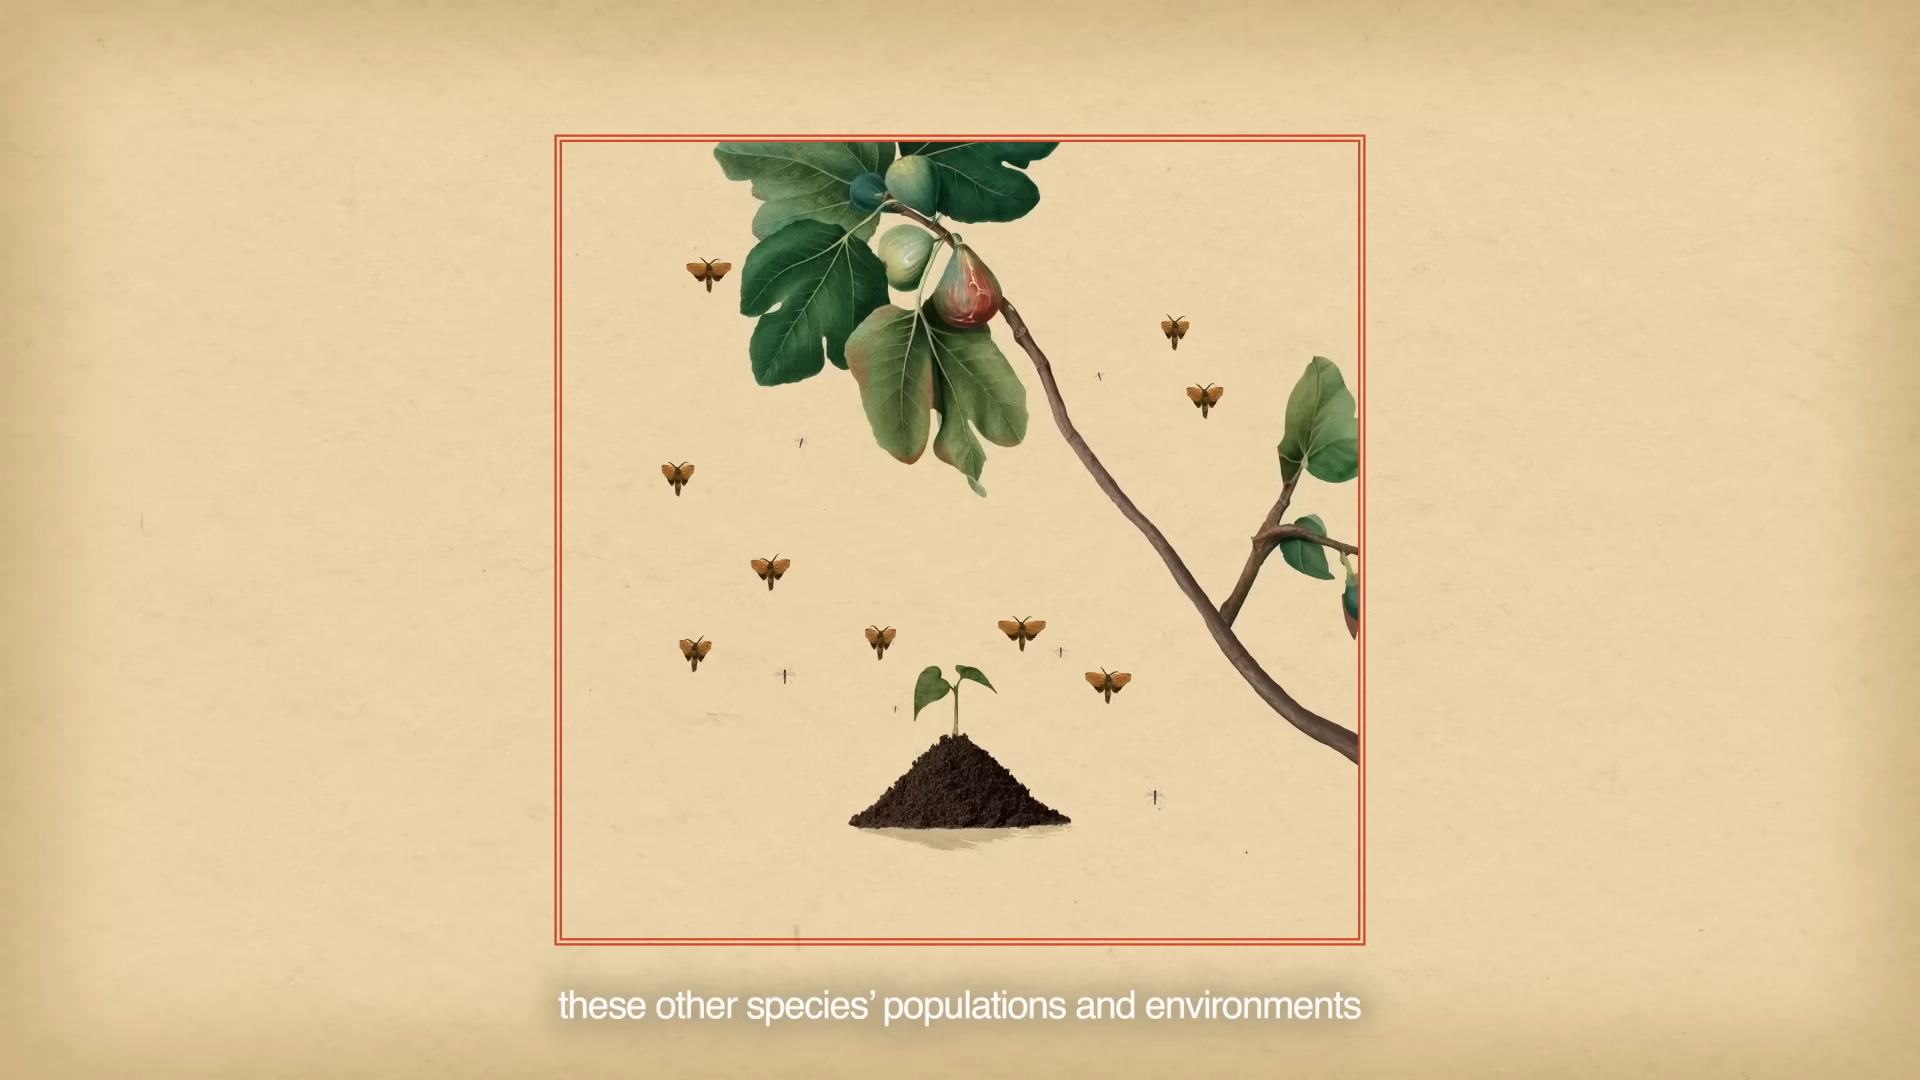 these other species’ populations and environments